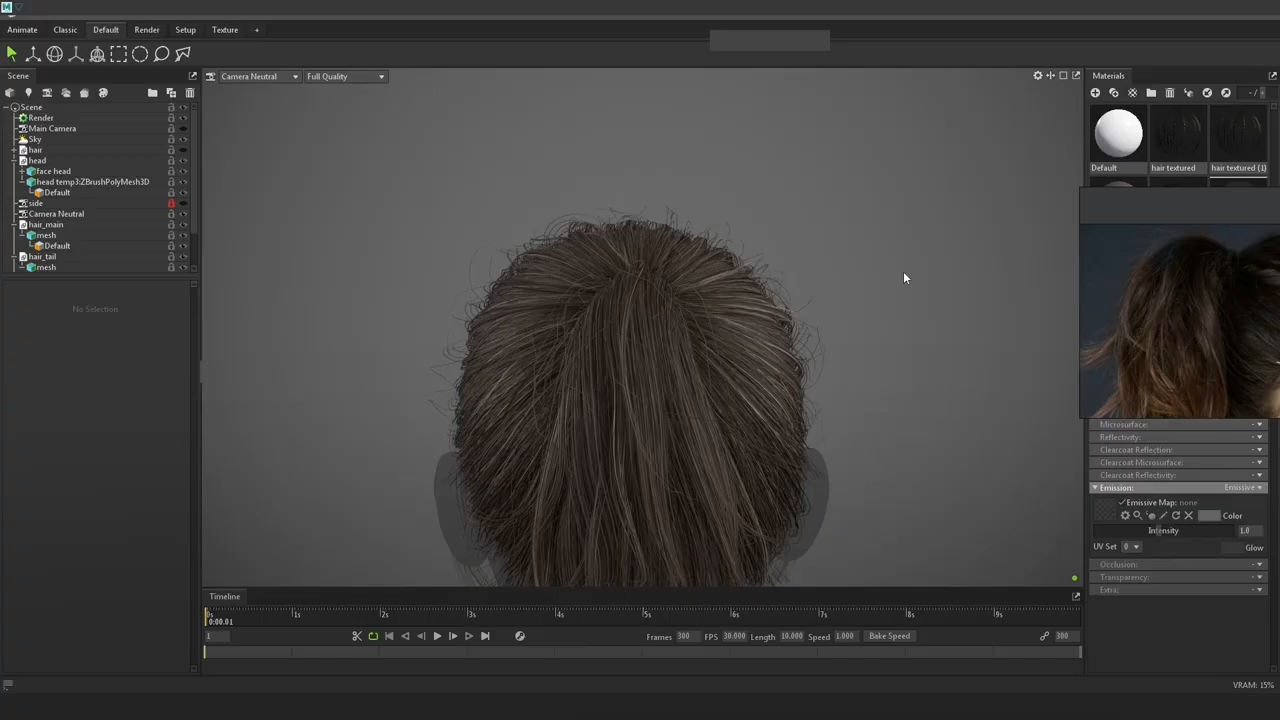 Animate Classic Default Render Setup Texture +
Scene
Camera Neutral Full Quality
Materials
Scene
Render
Main Camera
Sky
hair
head
face head
head temp3:ZBrushPolyMesh3D
Default
side
Camera Neutral
hair_main
mesh
Default
hair_tail
mesh
No Selection
- /
Default hair textured hair textured (1)
Microsurface:
Reflectivity:
Clearcoat Reflection:
Clearcoat Microsurface:
Clearcoat Reflectivity:
Emission: Emissive
Emissive Map: none
Color
Intensity 1.0
UV Set 0 Glow
Occlusion:
Transparency:
Extra:
Timeline
0s 1s 2s 3s 4s 5s 6s 7s 8s 9s
0:00.01
1 Frames 300 FPS 30.000 Length 10.000 Speed 1.000 Bake Speed 300
VRAM: 15%